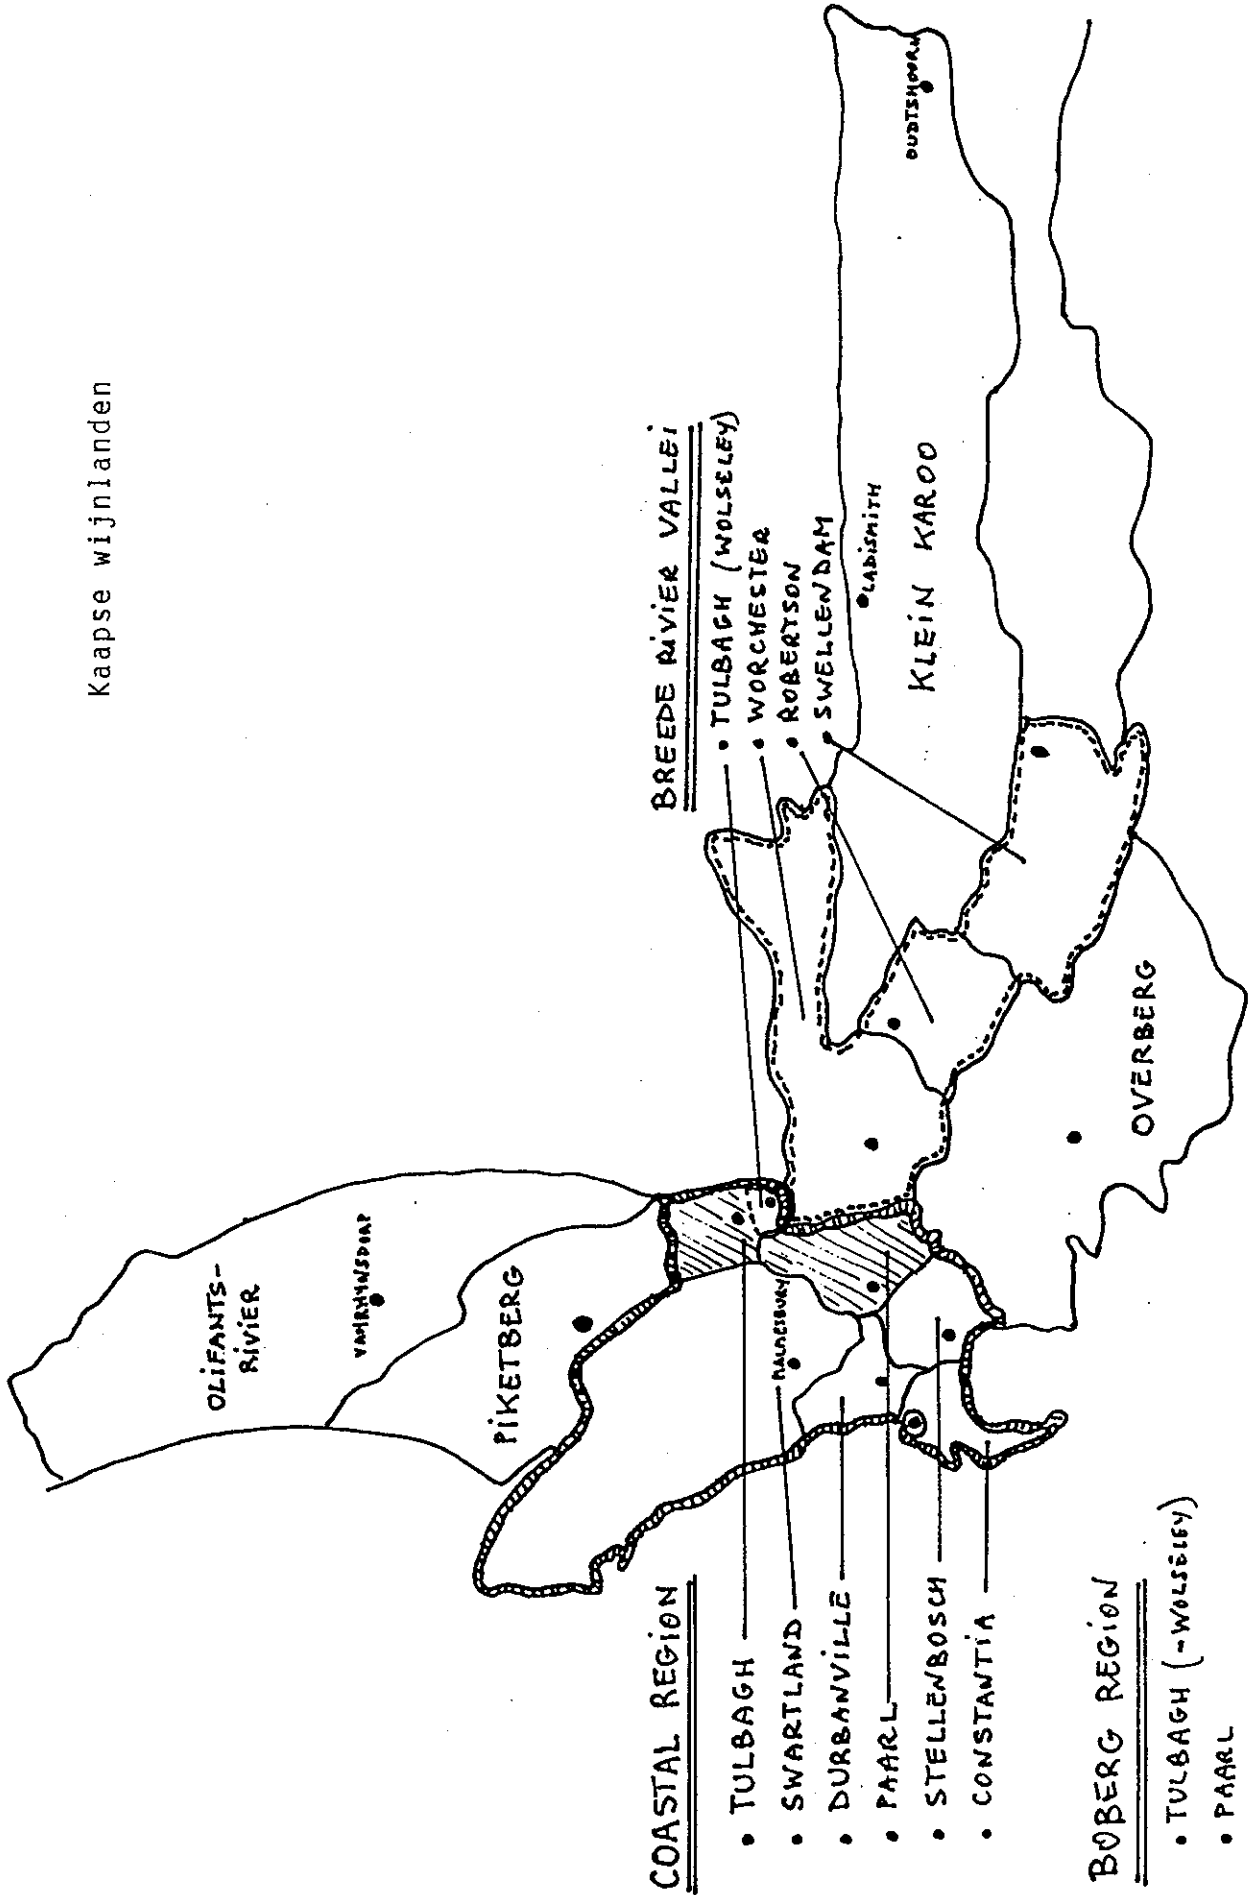 Kaapse wijnlanden
OLIFANTS-
RIVIER
VANRHYNSDORP
PIKETBERG
BREEDE RIVIER VALLEI
• TULBAGH (WOLSELEY)
• WORCHESTER
• ROBERTSON
• SWELLENDAM
LADISMITH
KLEIN KAROO
OUDTSHOORN
MALMESBURY
OVERBERG
COASTAL REGION
• TULBAGH
• SWARTLAND
• DURBANVILLE
• PAARL
• STELLENBOSCH
• CONSTANTIA
BOBERG REGION
• TULBAGH (-WOLSELEY)
• PAARL